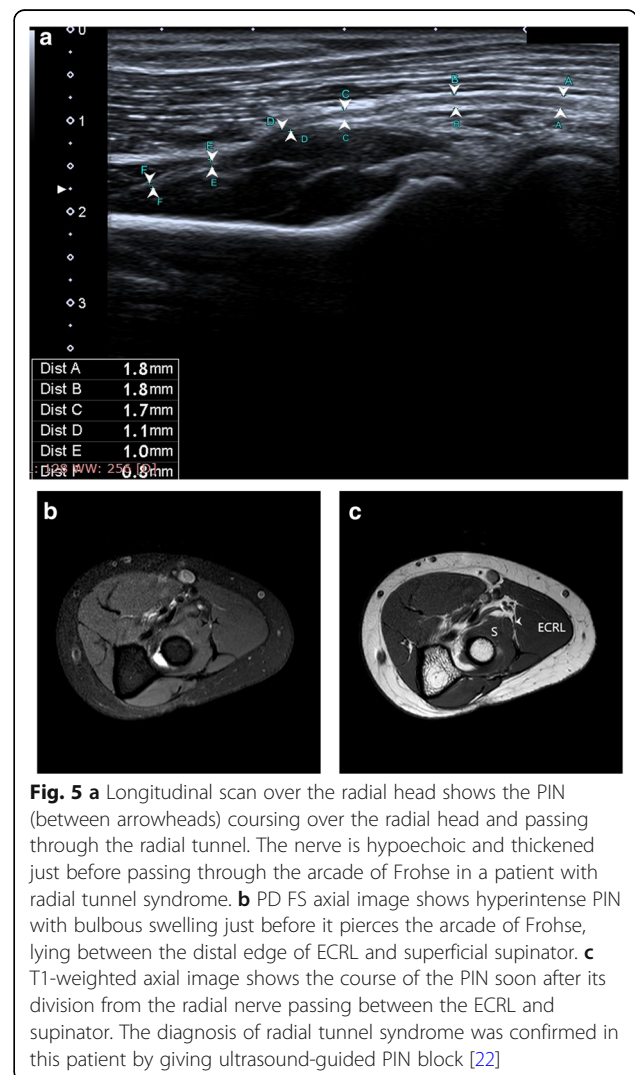 a
0
B
A
C
1
D
D
C
B
A
E
F
E
F
2
3
Dist A 1.8mm
Dist B 1.8mm
Dist C 1.7mm
Dist D 1.1mm
Dist E 1.0mm
Dist F 0.8mm
128 WW: 256
b
c
S
ECRL
Fig. 5 a Longitudinal scan over the radial head shows the PIN
(between arrowheads) coursing over the radial head and passing
through the radial tunnel. The nerve is hypoechoic and thickened
just before passing through the arcade of Frohse in a patient with
radial tunnel syndrome. b PD FS axial image shows hyperintense PIN
with bulbous swelling just before it pierces the arcade of Frohse,
lying between the distal edge of ECRL and superficial supinator. c
T1-weighted axial image shows the course of the PIN soon after its
division from the radial nerve passing between the ECRL and
supinator. The diagnosis of radial tunnel syndrome was confirmed in
this patient by giving ultrasound-guided PIN block [22]